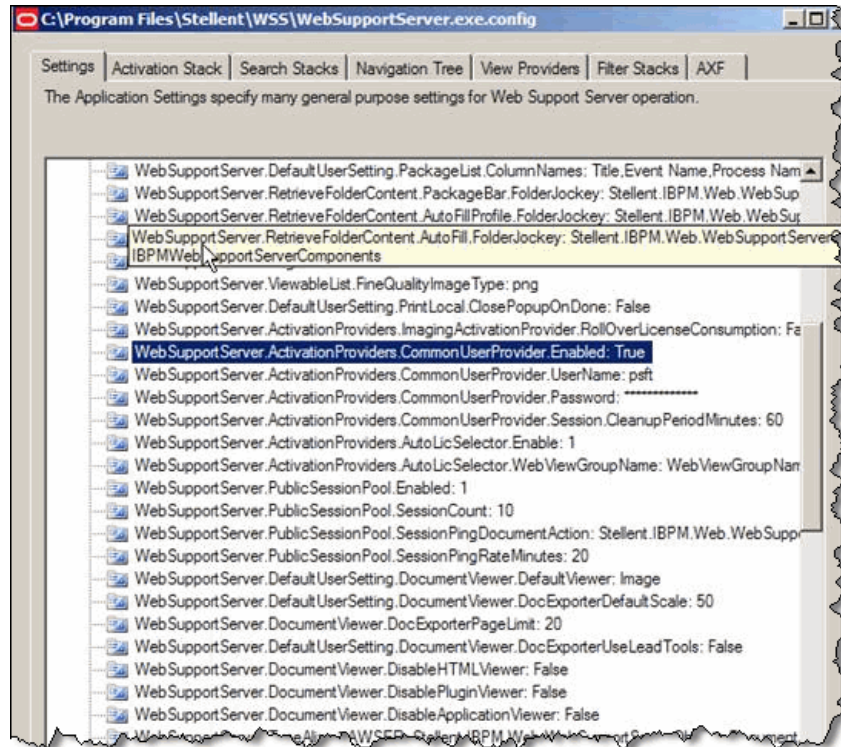 C:\Program Files\Stellent\WSS\WebSupportServer.exe.config
Settings Activation Stack Search Stacks Navigation Tree View Providers Filter Stacks AXF
The Application Settings specify many general purpose settings for Web Support Server operation.
WebSupportServer.DefaultUserSetting.PackageList.ColumnNames: Title,Event Name,Process Nam
WebSupportServer.RetrieveFolderContent.PackageBar.FolderJockey: Stellent.IBPM.Web.WebSup
WebSupportServer.RetrieveFolderContent.AutoFillProfile.FolderJockey: Stellent.IBPM.Web.WebSup
WebSupportServer.RetrieveFolderContent.AutoFill.FolderJockey: Stellent.IBPM.Web.WebSupportServer
IBPMWeb upportServerComponents
WebSupportServer.ViewableList.FineQualityImageType: png
WebSupportServer.DefaultUserSetting.PrintLocal.ClosePopupOnDone: False
WebSupportServer.ActivationProviders.ImagingActivationProvider.RollOverLicenseConsumption: Fa
WebSupportServer.ActivationProviders.CommonUserProvider.Enabled: True
WebSupportServer.ActivationProviders.CommonUserProvider.UserName: psft
WebSupportServer.ActivationProviders.CommonUserProvider.Password: **************
WebSupportServer.ActivationProviders.CommonUserProvider.Session.CleanupPeriodMinutes: 60
WebSupportServer.ActivationProviders.AutoLicSelector.Enable: 1
WebSupportServer.ActivationProviders.AutoLicSelector.WebViewGroupName: WebViewGroupNam
WebSupportServer.PublicSessionPool.Enabled: 1
WebSupportServer.PublicSessionPool.SessionCount: 10
WebSupportServer.PublicSessionPool.SessionPingDocumentAction: Stellent.IBPM.Web.WebSuppo
WebSupportServer.PublicSessionPool.SessionPingRateMinutes: 20
WebSupportServer.DefaultUserSetting.DocumentViewer.DefaultViewer: Image
WebSupportServer.DefaultUserSetting.DocumentViewer.DocExporterDefaultScale: 50
WebSupportServer.DocumentViewer.DocExporterPageLimit: 20
WebSupportServer.DefaultUserSetting.DocumentViewer.DocExporterUseLeadTools: False
WebSupportServer.DocumentViewer.DisableHTMLViewer: False
WebSupportServer.DocumentViewer.DisablePluginViewer: False
WebSupportServer.DocumentViewer.DisableApplicationViewer: False